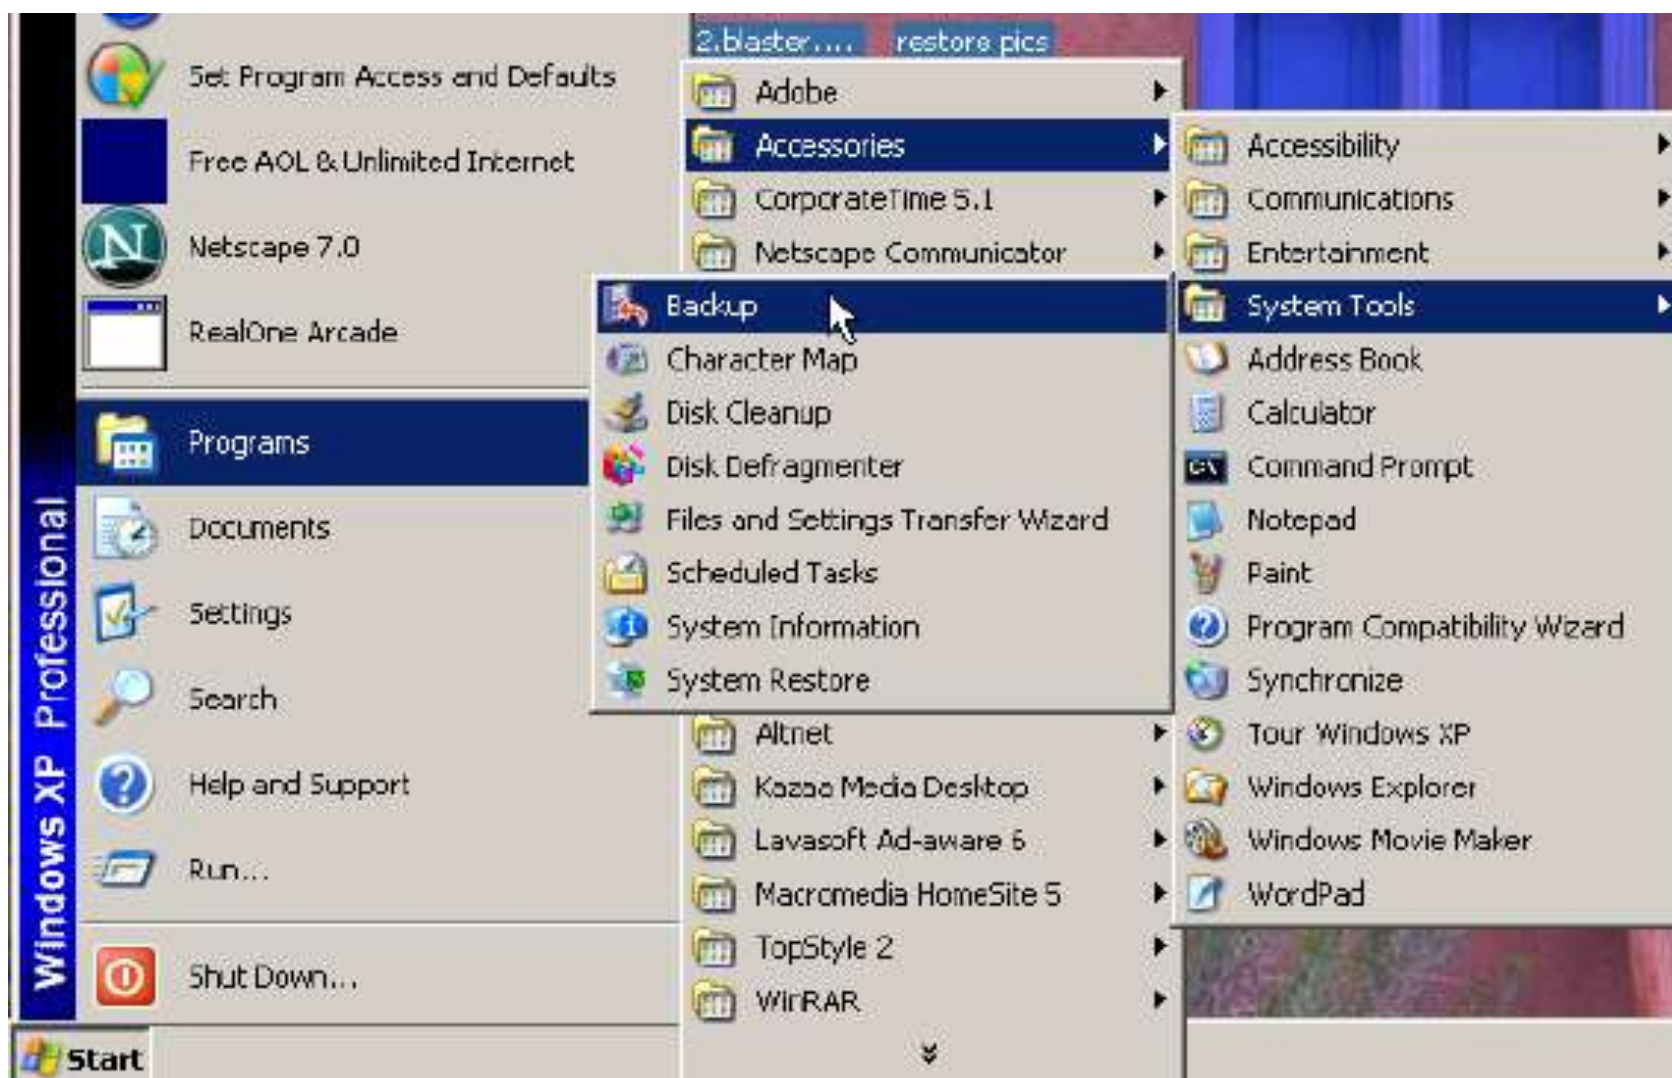 2.blaster.... restore pics
Set Program Access and Defaults
Free AOL & Unlimited Internet
Netscape 7.0
RealOne Arcade
Programs
Documents
Settings
Search
Help and Support
Run...
Shut Down...
Windows XP Professional
Start
Adobe
Accessories
CorporateTime 5.1
Netscape Communicator
Altnet
Kazaa Media Desktop
Lavasoft Ad-aware 6
Macromedia HomeSite 5
TopStyle 2
WinRAR
Accessibility
Communications
Entertainment
System Tools
Address Book
Calculator
Command Prompt
Notepad
Paint
Program Compatibility Wizard
Synchronize
Tour Windows XP
Windows Explorer
Windows Movie Maker
WordPad
Backup
Character Map
Disk Cleanup
Disk Defragmenter
Files and Settings Transfer Wizard
Scheduled Tasks
System Information
System Restore